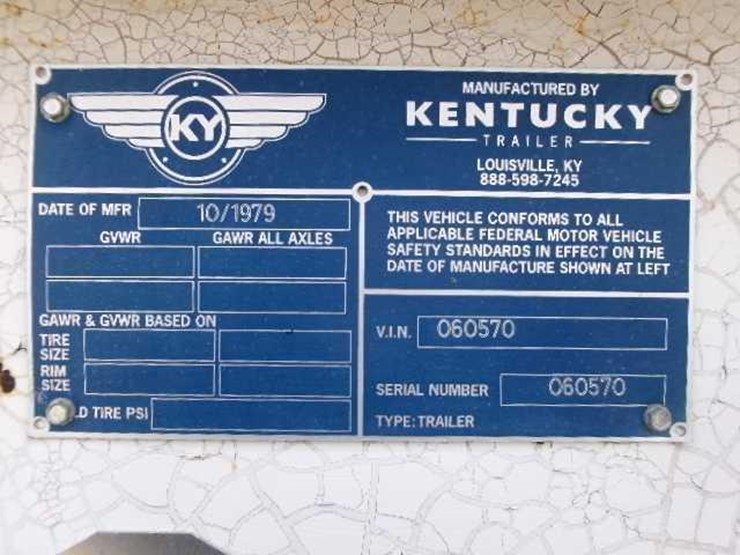 KY
MANUFACTURED BY
KENTUCKY
TRAILER
LOUISVILLE, KY
888-598-7245
DATE OF MFR 10/1979
GVWR GAWR ALL AXLES
GAWR & GVWR BASED ON
TIRE
SIZE
RIM
SIZE
LD TIRE PSI
THIS VEHICLE CONFORMS TO ALL
APPLICABLE FEDERAL MOTOR VEHICLE
SAFETY STANDARDS IN EFFECT ON THE
DATE OF MANUFACTURE SHOWN AT LEFT
V.I.N. 060570
SERIAL NUMBER 060570
TYPE: TRAILER